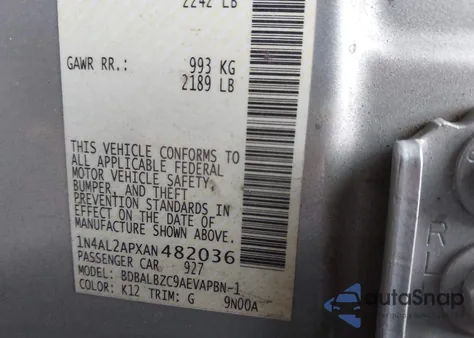 2242 LB
GAWR RR.: 993 KG
2189 LB
THIS VEHICLE CONFORMS TO
ALL APPLICABLE FEDERAL
MOTOR VEHICLE SAFETY,
BUMPER, AND THEFT
PREVENTION STANDARDS IN
EFFECT ON THE DATE OF
MANUFACTURE SHOWN ABOVE.
1N4AL2APXAN482036
PASSENGER CAR 927
MODEL: BDBALBZC9AEVAPBN-1
COLOR: K12 TRIM: G 9N00A
R
L
autoSnap